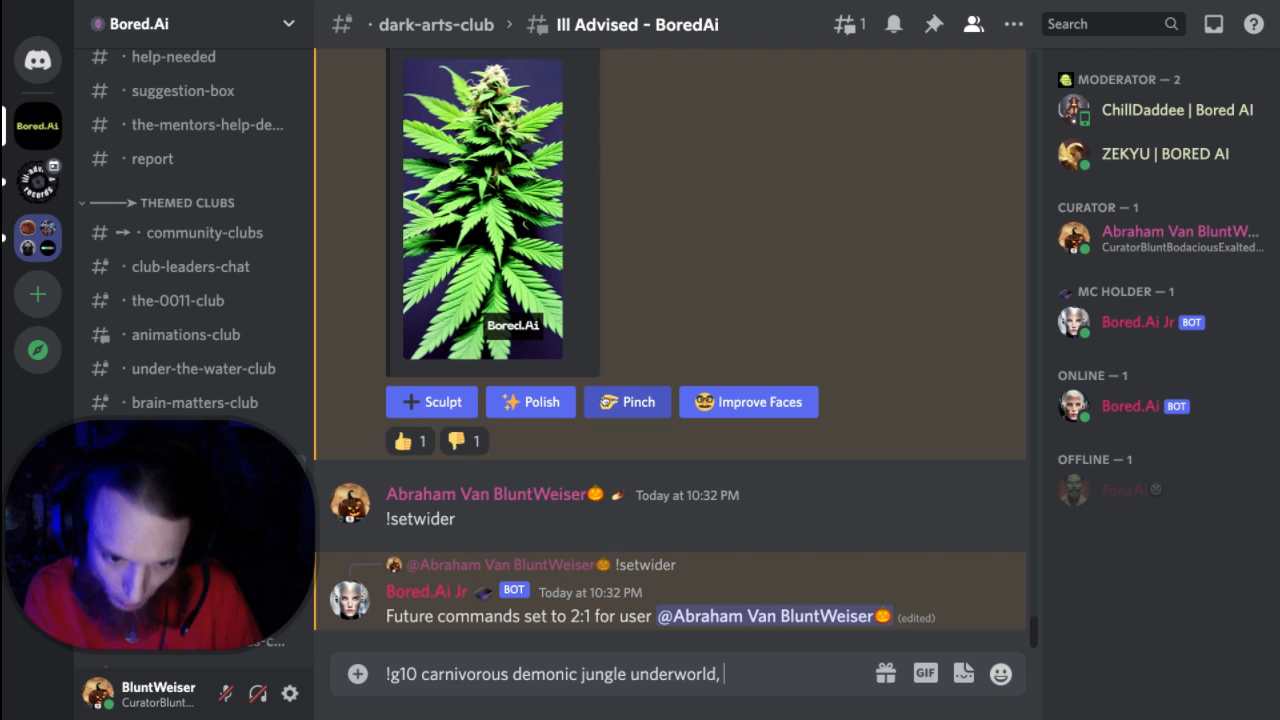 Bored.Ai
help-needed
suggestion-box
the-mentors-help-de...
report
THEMED CLUBS
community-clubs
club-leaders-chat
the-0011-club
animations-club
under-the-water-club
brain-matters-club
BluntWeiser
CuratorBlunt...
dark-arts-club > Ill Advised - BoredAi
1
Search
Bored.Ai
Sculpt
Polish
Pinch
Improve Faces
1
1
Abraham Van BluntWeiser Today at 10:32 PM
!setwider
@Abraham Van BluntWeiser !setwider
Bored.Ai Jr BOT Today at 10:32 PM
Future commands set to 2:1 for user @Abraham Van BluntWeiser (edited)
!g10 carnivorous demonic jungle underworld,
GIF
MODERATOR — 2
ChillDaddee | Bored AI
ZEKYU | BORED AI
CURATOR — 1
Abraham Van BluntW...
CuratorBluntBodaciousExalted...
MC HOLDER — 1
Bored.Ai Jr BOT
ONLINE — 1
Bored.Ai BOT
OFFLINE — 1
FonxAi